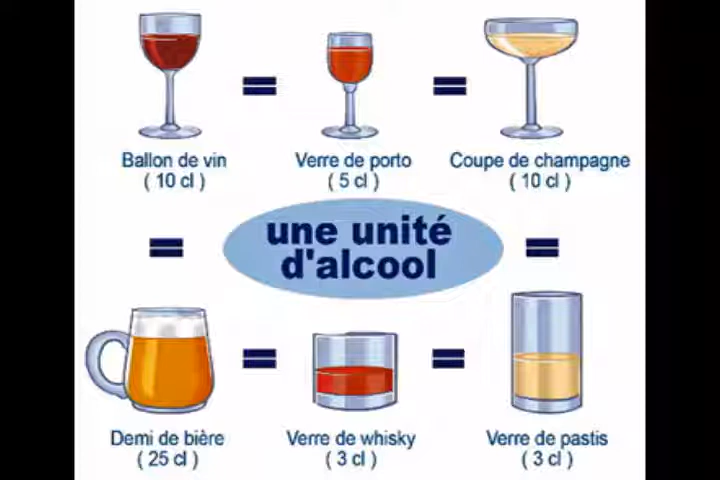 Ballon de vin
( 10 cl )
Verre de porto
( 5 cl )
Coupe de champagne
( 10 cl )
une unité
d'alcool
Demi de bière
( 25 cl )
Verre de whisky
( 3 cl )
Verre de pastis
( 3 cl )